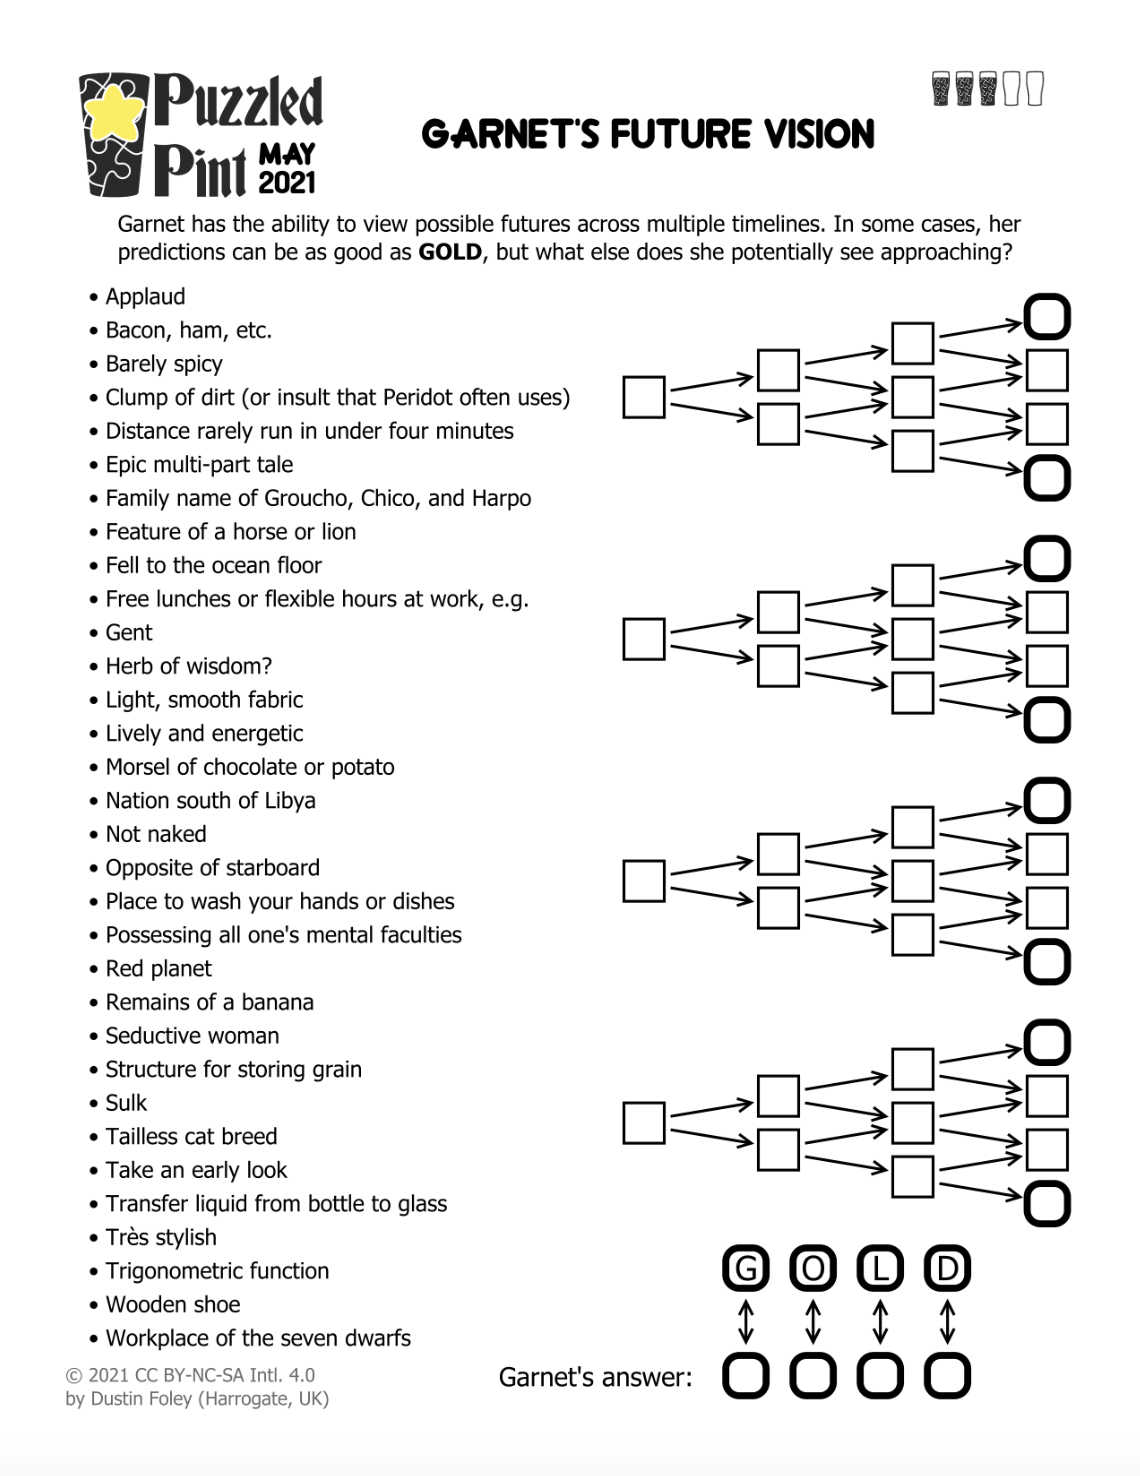 Puzzled
Pint MAY
2021
GARNET'S FUTURE VISION
Garnet has the ability to view possible futures across multiple timelines. In some cases, her
predictions can be as good as GOLD, but what else does she potentially see approaching?
• Applaud
• Bacon, ham, etc.
• Barely spicy
• Clump of dirt (or insult that Peridot often uses)
• Distance rarely run in under four minutes
• Epic multi-part tale
• Family name of Groucho, Chico, and Harpo
• Feature of a horse or lion
• Fell to the ocean floor
• Free lunches or flexible hours at work, e.g.
• Gent
• Herb of wisdom?
• Light, smooth fabric
• Lively and energetic
• Morsel of chocolate or potato
• Nation south of Libya
• Not naked
• Opposite of starboard
• Place to wash your hands or dishes
• Possessing all one's mental faculties
• Red planet
• Remains of a banana
• Seductive woman
• Structure for storing grain
• Sulk
• Tailless cat breed
• Take an early look
• Transfer liquid from bottle to glass
• Très stylish
• Trigonometric function
• Wooden shoe
• Workplace of the seven dwarfs
G O L D
Garnet's answer:
© 2021 CC BY-NC-SA Intl. 4.0
by Dustin Foley (Harrogate, UK)